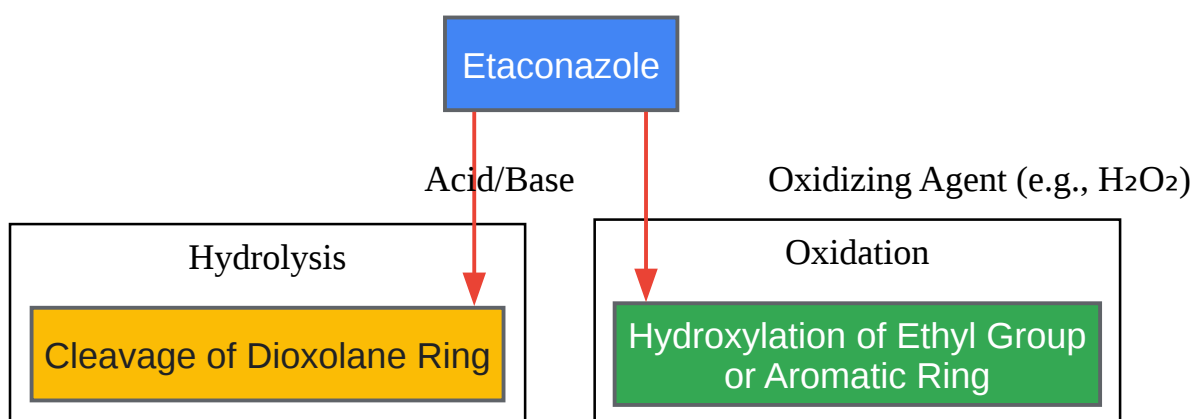 Etaconazole
Acid/Base
Oxidizing Agent (e.g., H₂O₂)
Hydrolysis
Oxidation
Cleavage of Dioxolane Ring
Hydroxylation of Ethyl Group
or Aromatic Ring